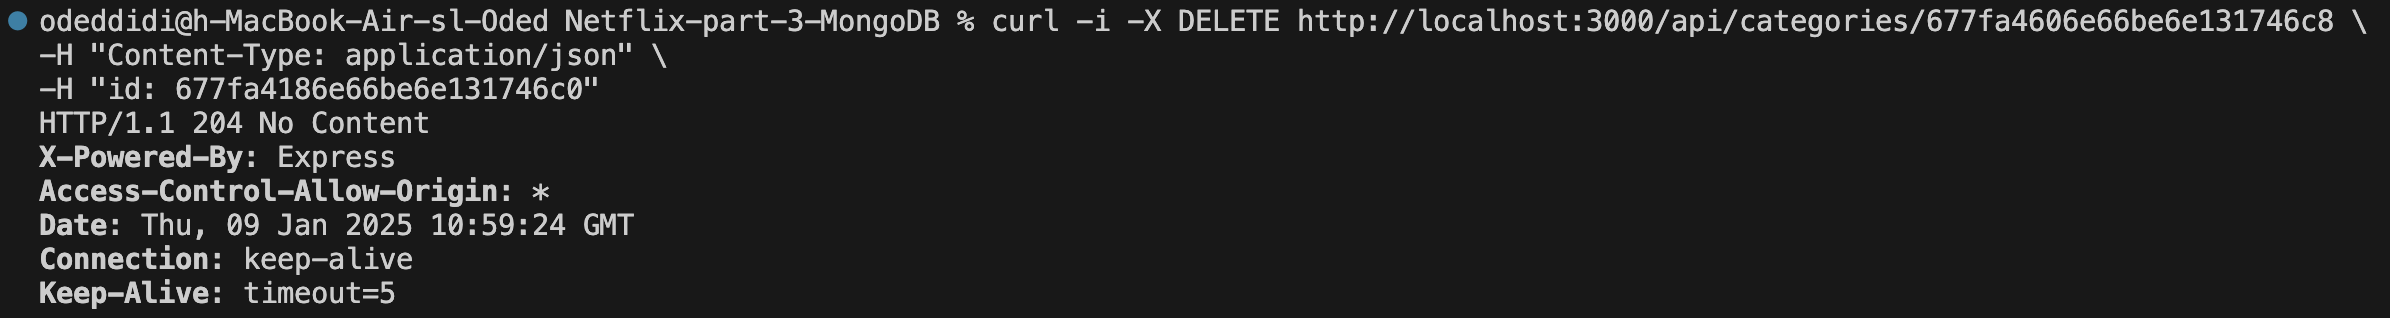 odeddidi@h-MacBook-Air-sl-Oded Netflix-part-3-MongoDB % curl -i -X DELETE http://localhost:3000/api/categories/677fa4606e66be6e131746c8 \
-H "Content-Type: application/json" \
-H "id: 677fa4186e66be6e131746c0"
HTTP/1.1 204 No Content
X-Powered-By: Express
Access-Control-Allow-Origin: *
Date: Thu, 09 Jan 2025 10:59:24 GMT
Connection: keep-alive
Keep-Alive: timeout=5